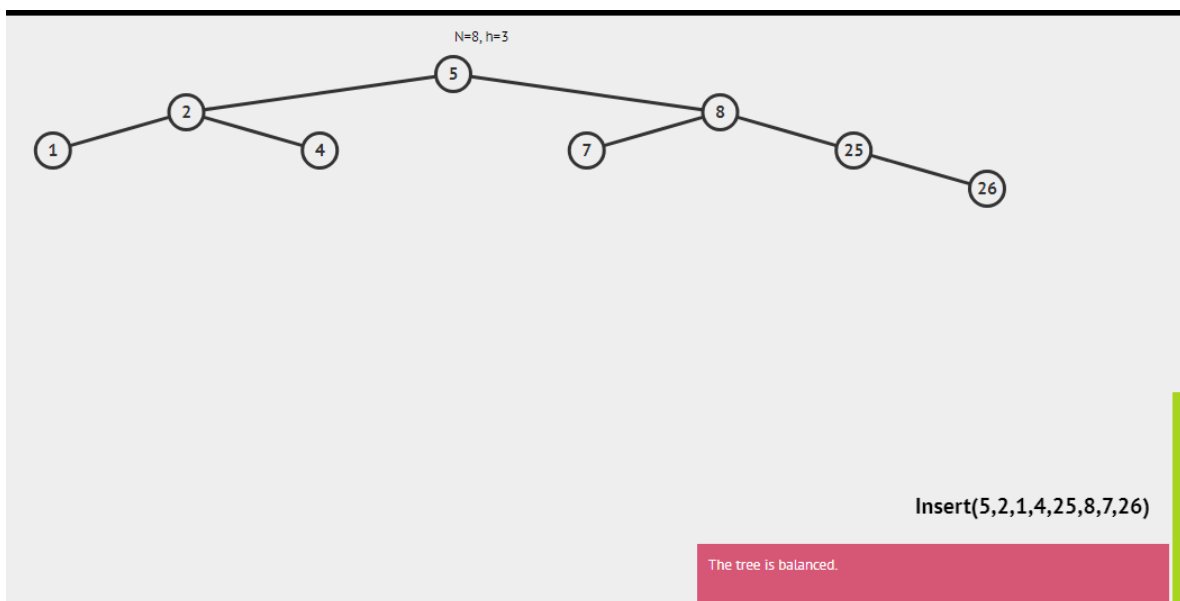 N=8, h=3
5
2
8
1
4
7
25
26
Insert(5,2,1,4,25,8,7,26)
The tree is balanced.